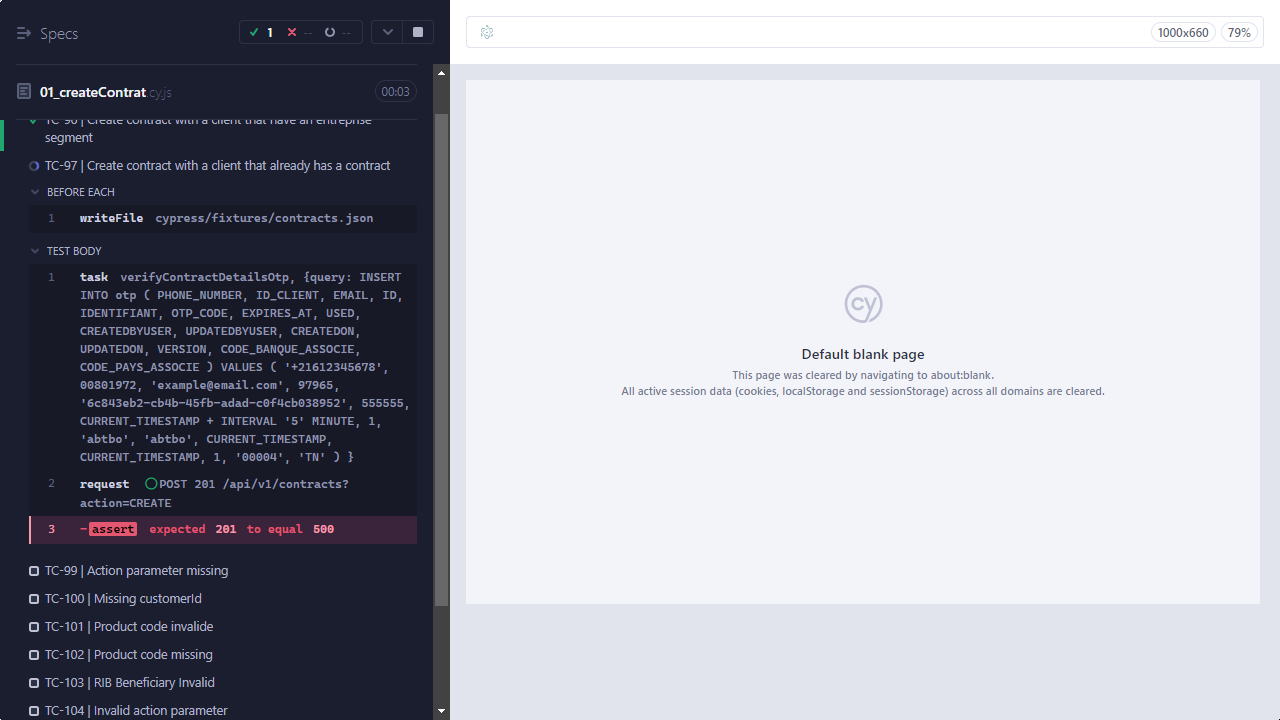 Specs
1
--
--
1000x660
79%
01_createContrat.cy.js
00:03
TC-96 | Create contract with a client that have an entreprise
segment
TC-97 | Create contract with a client that already has a contract
BEFORE EACH
1 writeFile cypress/fixtures/contracts.json
TEST BODY
1 task verifyContractDetailsOtp, {query: INSERT
INTO otp ( PHONE_NUMBER, ID_CLIENT, EMAIL, ID,
IDENTIFIANT, OTP_CODE, EXPIRES_AT, USED,
CREATEDBYUSER, UPDATEDBYUSER, CREATEDON,
UPDATEDON, VERSION, CODE_BANQUE_ASSOCIE,
CODE_PAYS_ASSOCIE ) VALUES ( '+21612345678',
00801972, 'example@email.com', 97965,
'6c843eb2-cb4b-45fb-adad-c0f4cb038952', 555555,
CURRENT_TIMESTAMP + INTERVAL '5' MINUTE, 1,
'abtbo', 'abtbo', CURRENT_TIMESTAMP,
CURRENT_TIMESTAMP, 1, '00004', 'TN' ) }
2 request POST 201 /api/v1/contracts?
action=CREATE
3 -assert expected 201 to equal 500
TC-99 | Action parameter missing
TC-100 | Missing customerId
TC-101 | Product code invalide
TC-102 | Product code missing
TC-103 | RIB Beneficiary Invalid
TC-104 | Invalid action parameter
cy
Default blank page
This page was cleared by navigating to about:blank.
All active session data (cookies, localStorage and sessionStorage) across all domains are cleared.